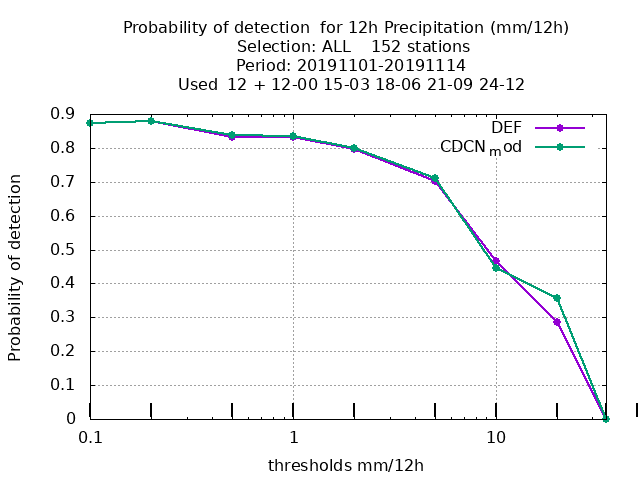 Probability of detection  for 12h Precipitation (mm/12h)
Selection: ALL    152 stations
Period: 20191101-20191114
Used  12 + 12-00 15-03 18-06 21-09 24-12
DEF
CDCNmod
0.9
0.8
0.7
0.6
0.5
0.4
0.3
0.2
0.1
0
Probability of detection
0.1
1
10
thresholds mm/12h